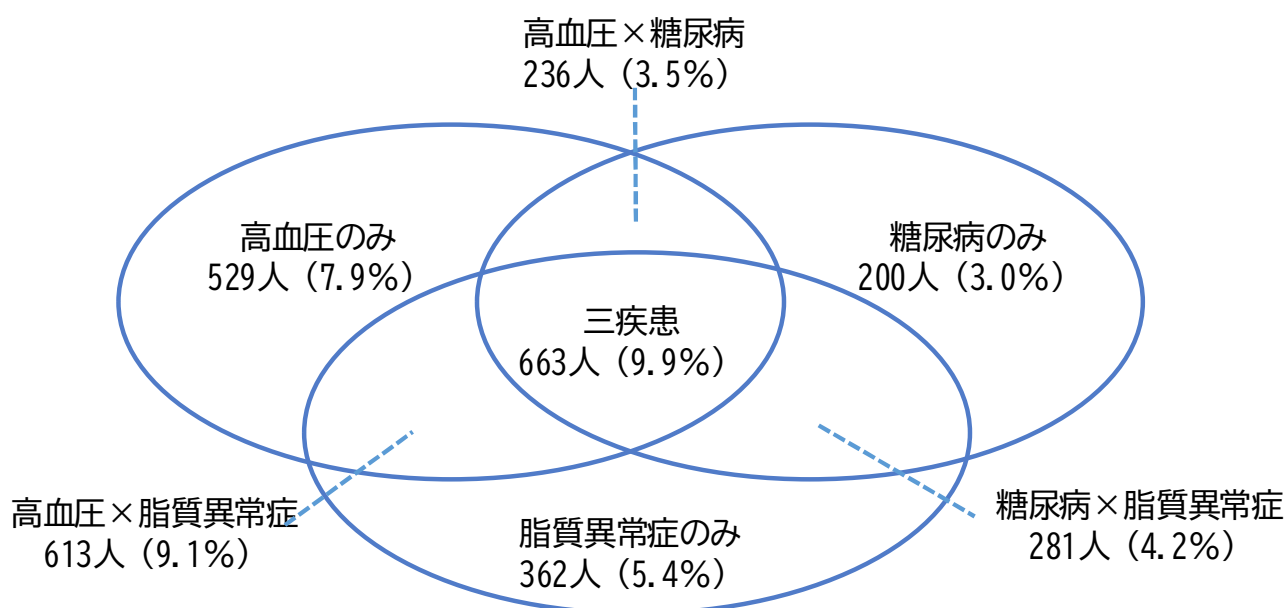 高血圧×糖尿病
236人（3.5%）
高血圧のみ
529人（7.9%）
糖尿病のみ
200人（3.0%）
三疾患
663人（9.9%）
高血圧×脂質異常症
613人（9.1%）
脂質異常症のみ
362人（5.4%）
糖尿病×脂質異常症
281人（4.2%）